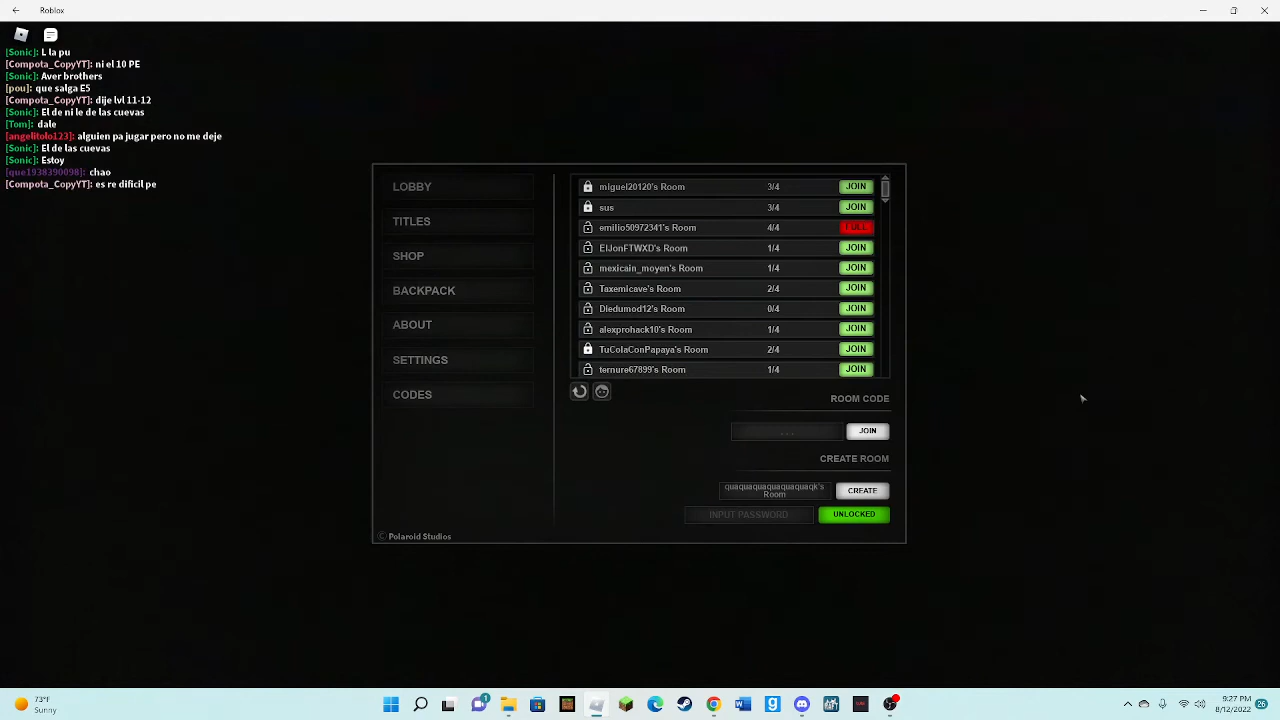 Roblox
[Sonic]: L la pu
[Compota_CopyYT]: ni el 10 PE
[Sonic]: Aver brothers
[pou]: que salga E5
[Compota_CopyYT]: dije lvl 11-12
[Sonic]: El de ni le de las cuevas
[Tom]: dale
[angelitolo123]: alguien pa jugar pero no me deje
[Sonic]: El de las cuevas
[Sonic]: Estoy
[que1938390098]: chao
[Compota_CopyYT]: es re dificil pe
LOBBY
TITLES
SHOP
BACKPACK
ABOUT
SETTINGS
CODES
miguel20120's Room 3/4 JOIN
sus 3/4 JOIN
emilio50972341's Room 4/4 FULL
ElJonFTWXD's Room 1/4 JOIN
mexicain_moyen's Room 1/4 JOIN
Taxemicave's Room 2/4 JOIN
Diedumod12's Room 0/4 JOIN
alexprohack10's Room 1/4 JOIN
TuColaConPapaya's Room 2/4 JOIN
ternure67899's Room 1/4 JOIN
ROOM CODE
... JOIN
CREATE ROOM
quaquaquaquaquaquaqk's
Room
CREATE
INPUT PASSWORD UNLOCKED
© Polaroid Studios
73°F
Sunny
1
9:27 PM
8/12/2022
26